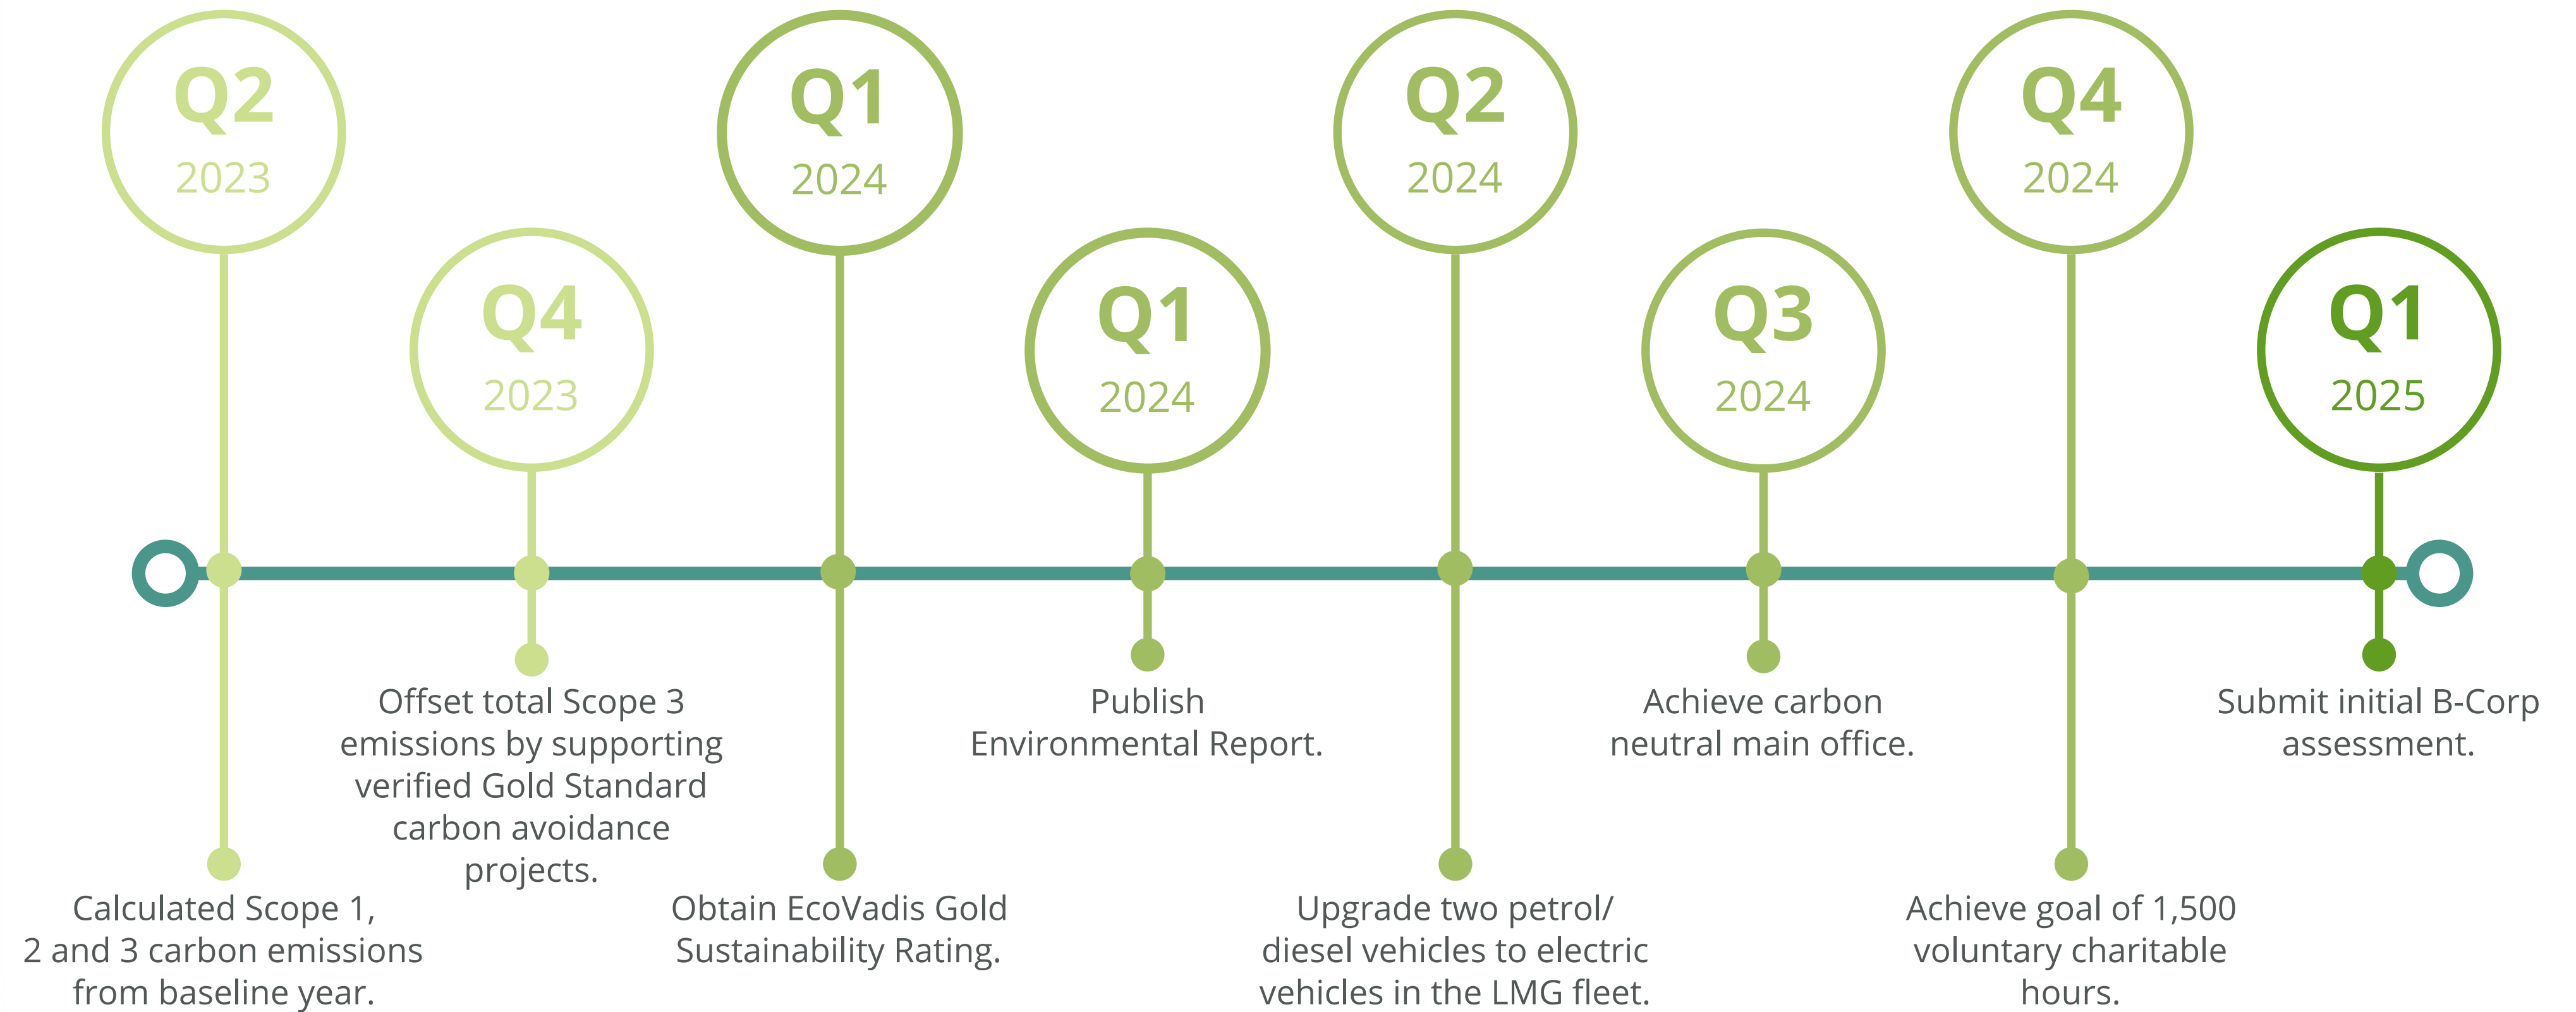 Q2
2023
Calculated Scope 1,
2 and 3 carbon emissions
from baseline year.
Q4
2023
Offset total Scope 3
emissions by supporting
verified Gold Standard
carbon avoidance
projects.
Q1
2024
Obtain EcoVadis Gold
Sustainability Rating.
Q1
2024
Publish
Environmental Report.
Q2
2024
Upgrade two petrol/
diesel vehicles to electric
vehicles in the LMG fleet.
Q3
2024
Achieve carbon
neutral main office.
Q4
2024
Achieve goal of 1,500
voluntary charitable
hours.
Q1
2025
Submit initial B-Corp
assessment.